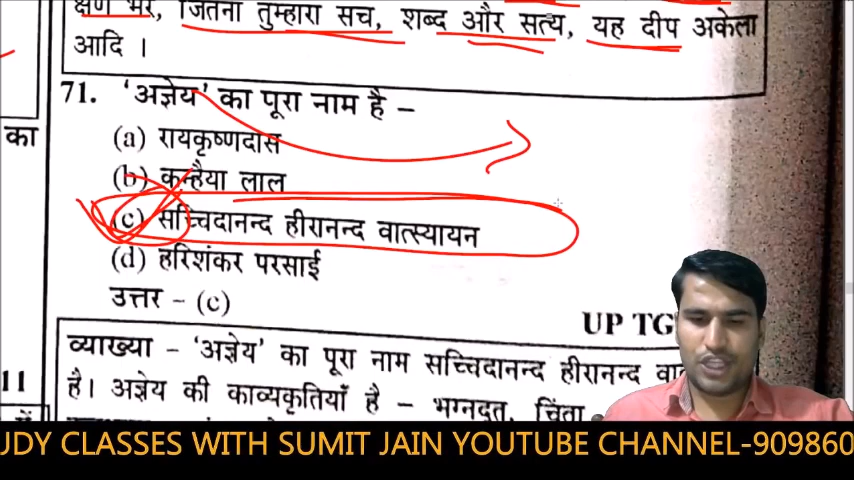 क्षण भर, जितना तुम्हारा सच, शब्द और सत्य, यह दीप अकेला
आदि ।
का
71. 'अज्ञेय' का पूरा नाम है –
(a) रायकृष्णदास
(b) कन्हैया लाल
(c) सच्चिदानन्द हीरानन्द वात्स्यायन
(d) हरिशंकर परसाई
उत्तर – (c)
UP TG
व्याख्या – 'अज्ञेय' का पूरा नाम सच्चिदानन्द हीरानन्द
11
है। अज्ञेय की काव्यकृतियाँ है – भग्नदूत, चिंता
JDY CLASSES WITH SUMIT JAIN YOUTUBE CHANNEL-909860